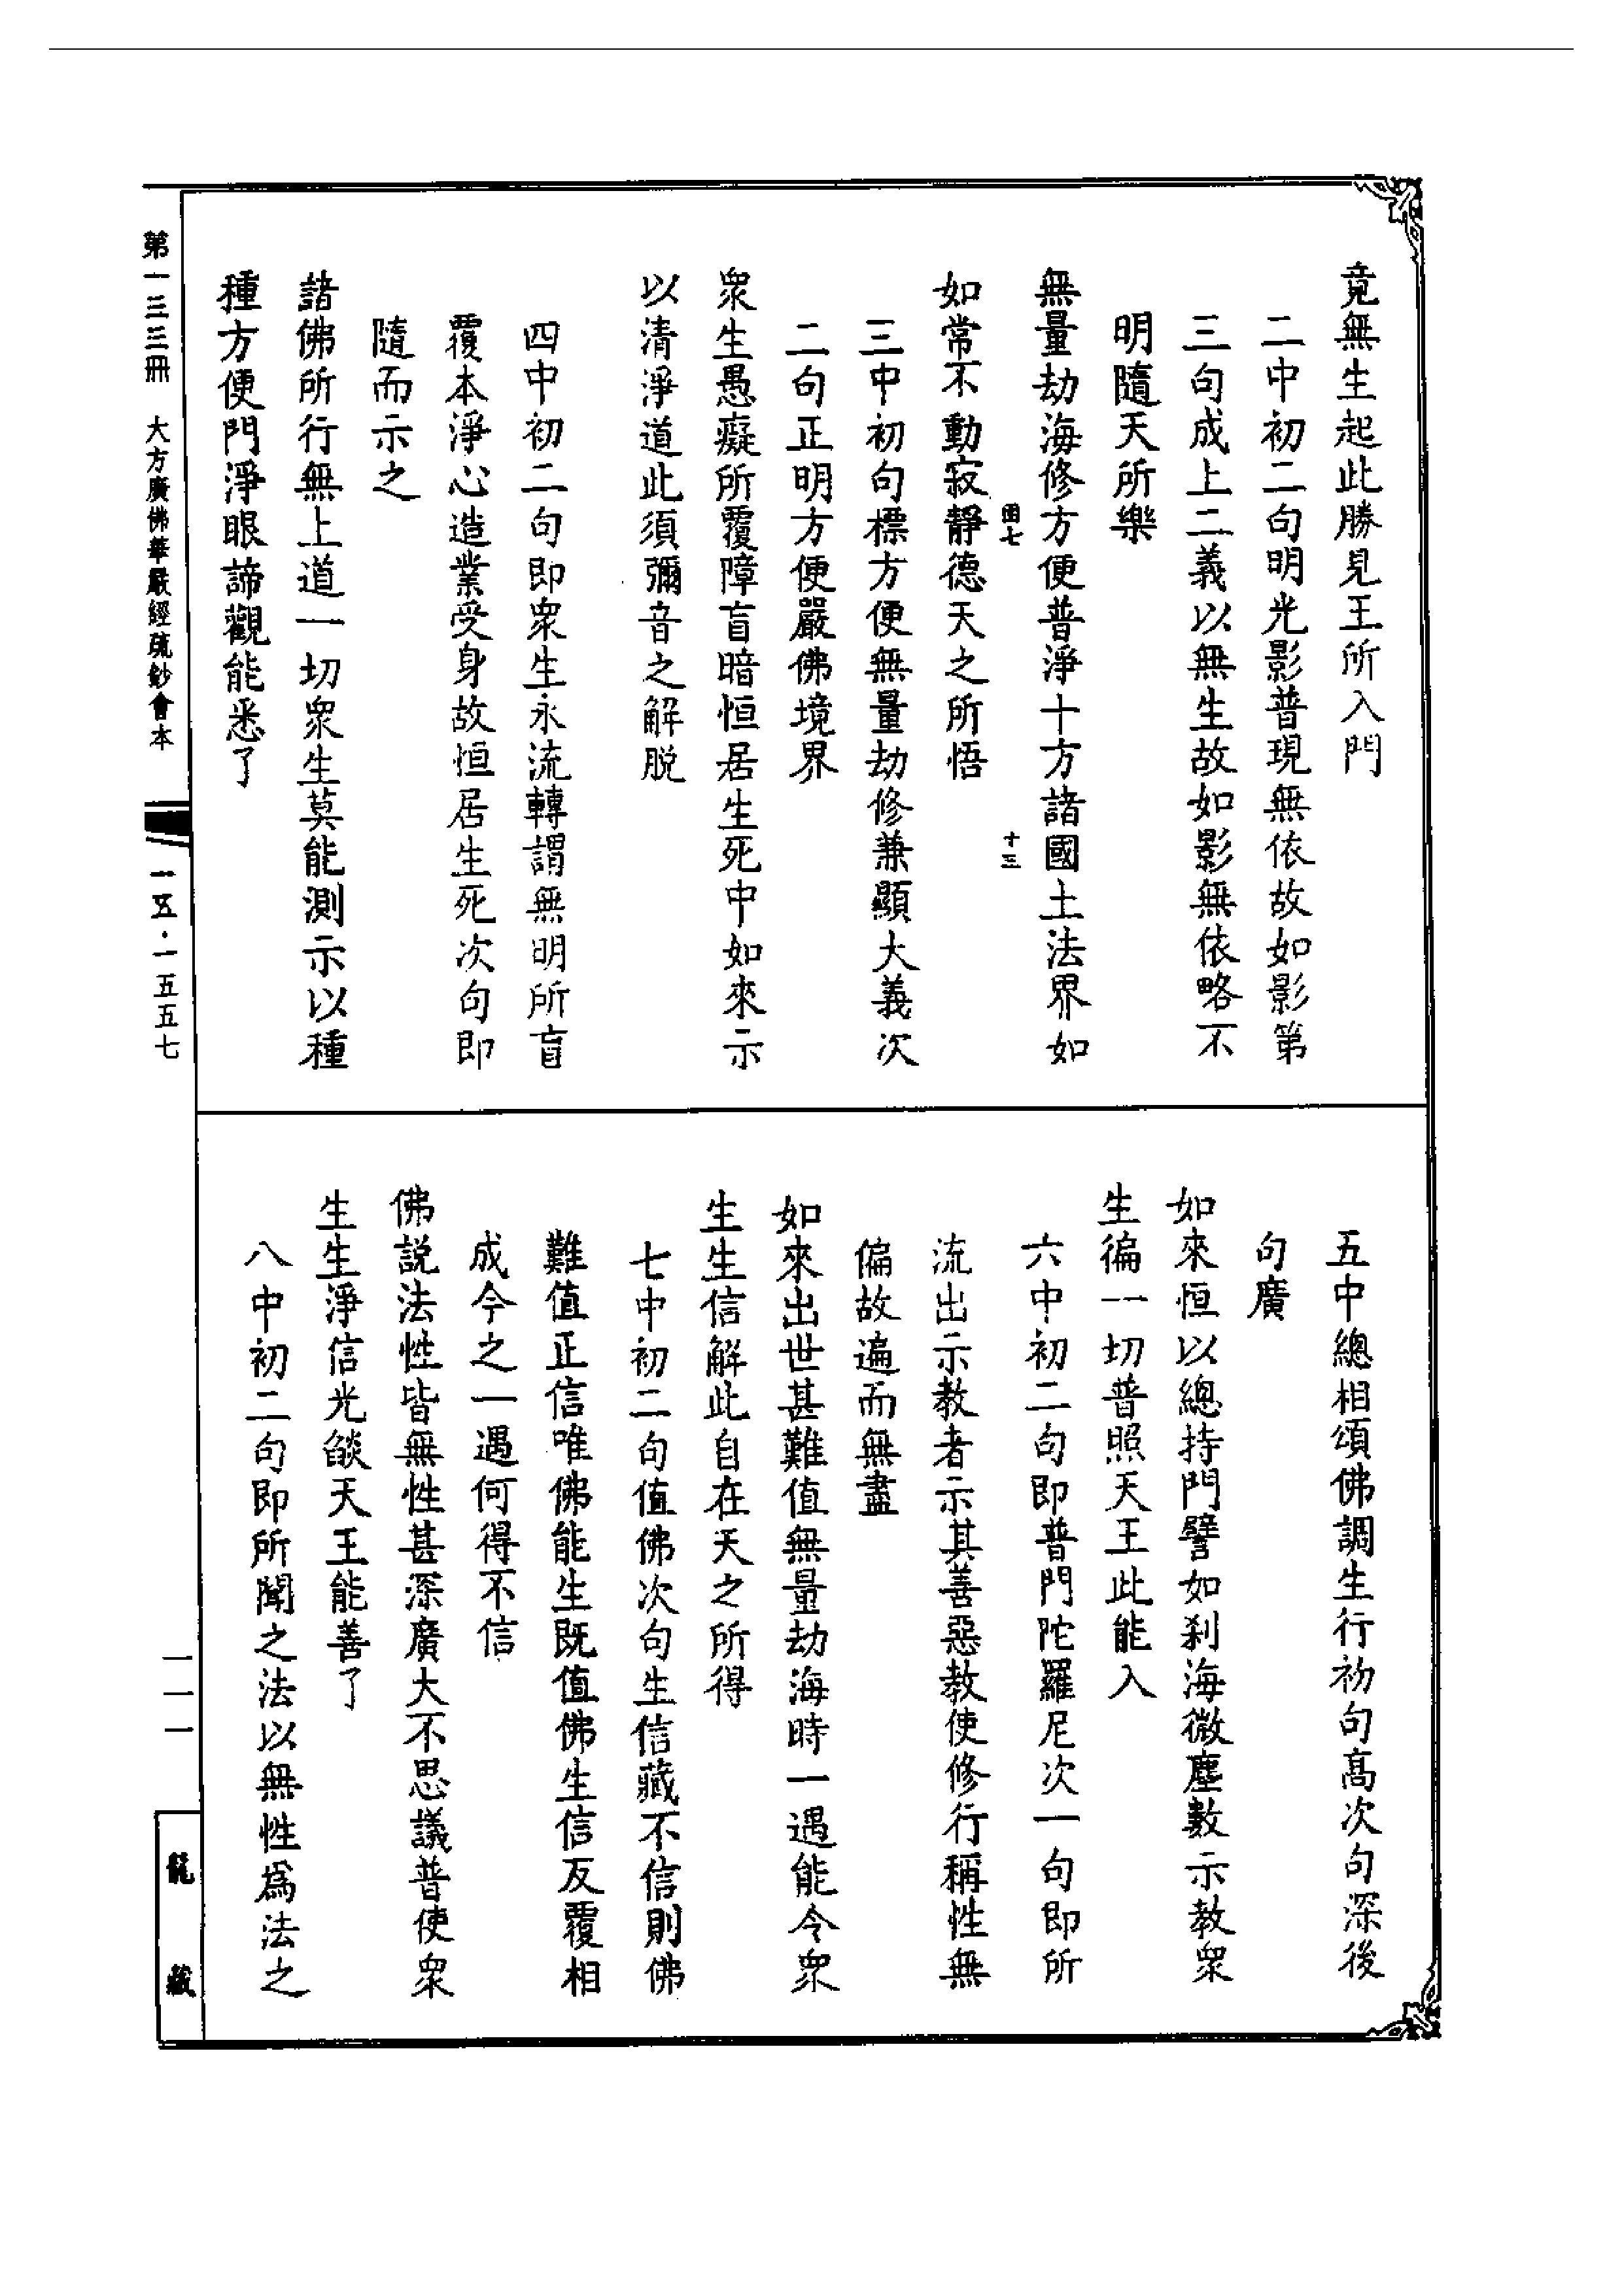 竟無生起此勝見王所入門
二中初二句明光影普現無依故如影第
三句成上二義以無生故如影無依略不
明隨天所樂
無量劫海修方便普淨十方諸國土法界如
十三
如常不動寂靜德天之所悟
三中初句標方便無量劫修兼顯大義次
二句正明方便嚴佛境界
眾生愚癡所覆障盲暗恒居生死中如來示
以清淨道此須彌音之解脫
四中初二句即眾生永流轉謂無明所盲
覆本淨心造業受身故恒居生死次句即
隨而示之
諸佛所行無上道一切眾生莫能測示以種
種方便門淨眼諦觀能悉了
五中總相頌佛調生行初句高次句深後
句廣
如來恒以總持門譬如刹海微塵數示教眾
生徧一切普照天王此能入
六中初二句即普門陀羅尼次一句即所
流出示教者示其善惡教使修行稱性無
偏故遍而無盡
如來出世甚難值無量劫海時一遇能令眾
生生信解此自在天之所得
七中初二句值佛次句生信藏不信則佛
難值正信唯佛能生既值佛生信反覆相
成今之一遇何得不信
佛說法性皆無性甚深廣大不思議普使眾
生生淨信光燄天王能善了
八中初二句即所聞之法以無性為法之
第一三三冊 大方廣佛華嚴經疏鈔會本
一五·一五五七
一一一
龍藏